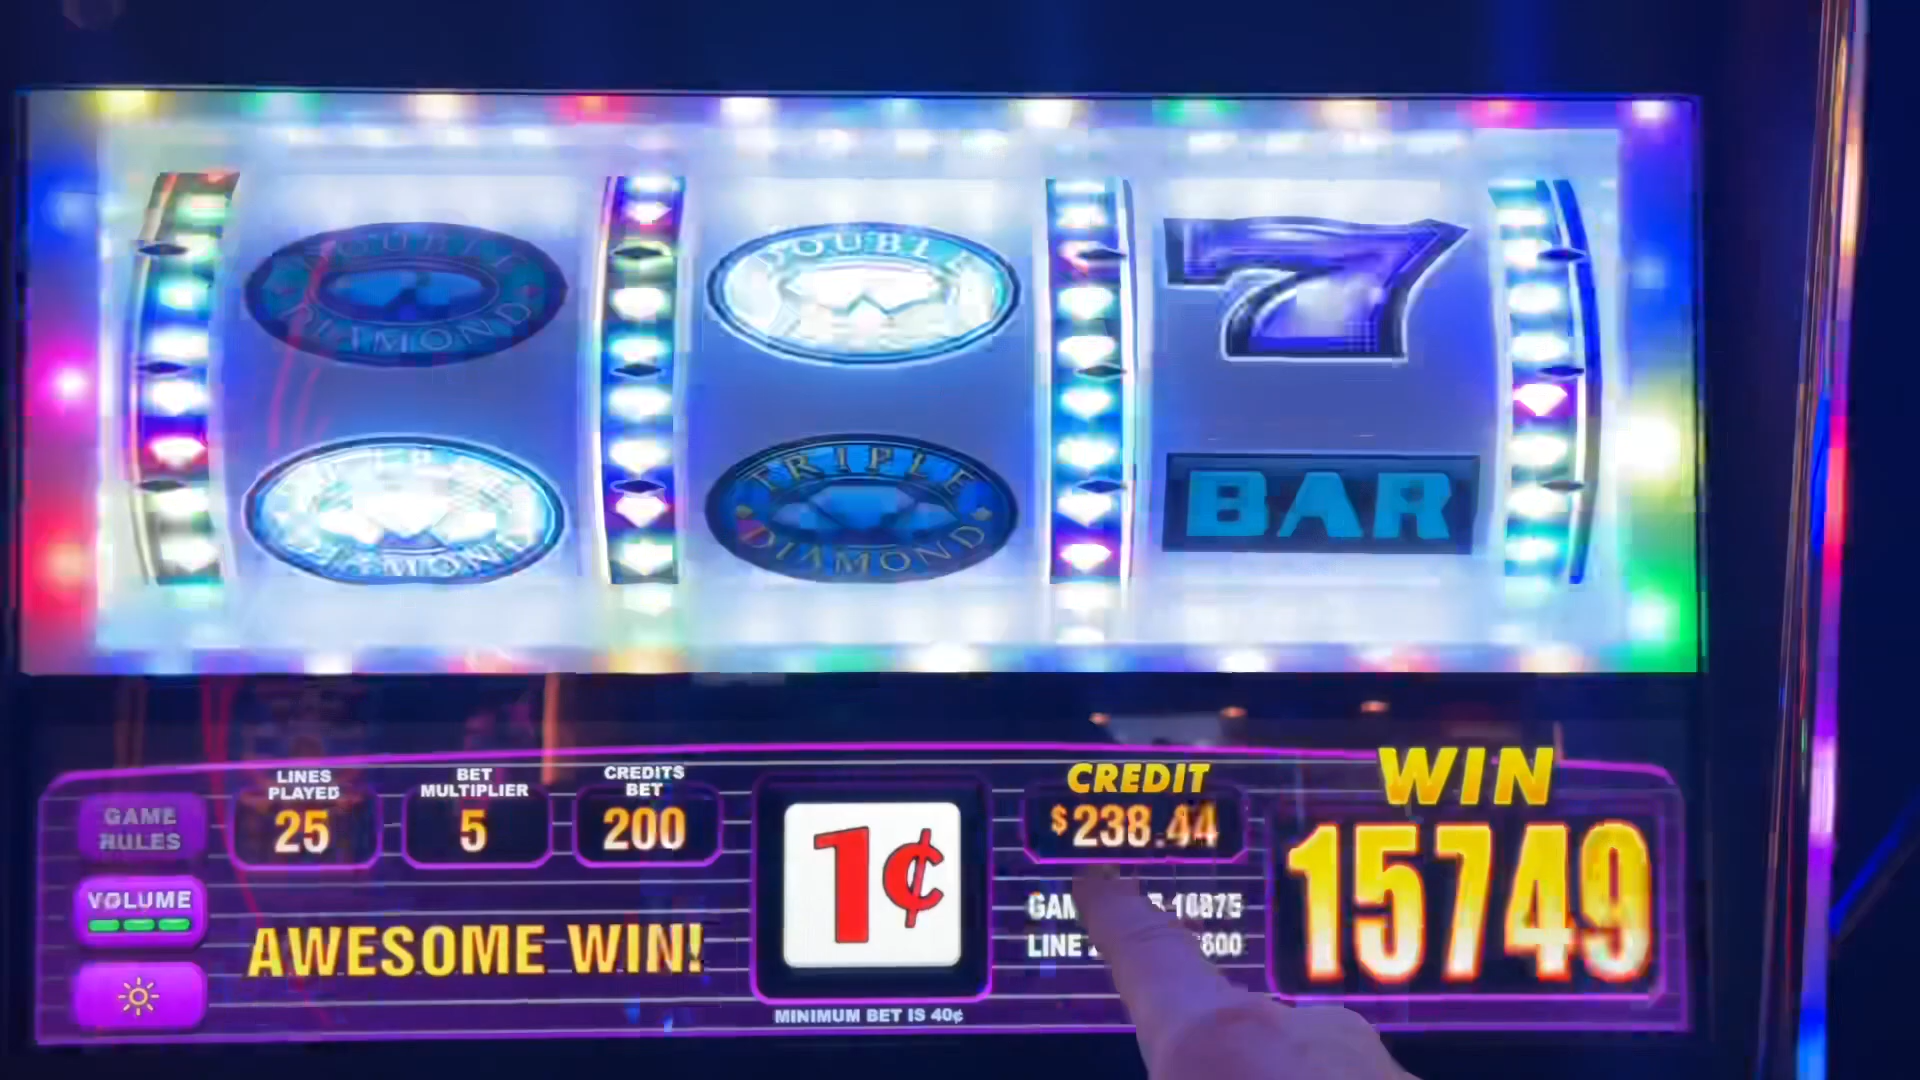 DOUBLE
DIAMOND
DOUBLE
7
DIAMOND
TRIPLE
DIAMOND
BAR
GAME
RULES
VOLUME
LINES
PLAYED
25
BET
MULTIPLIER
5
CREDITS
BET
200
AWESOME WIN!
1¢
MINIMUM BET IS 40¢
CREDIT
$238.44
LINE
WIN
15749